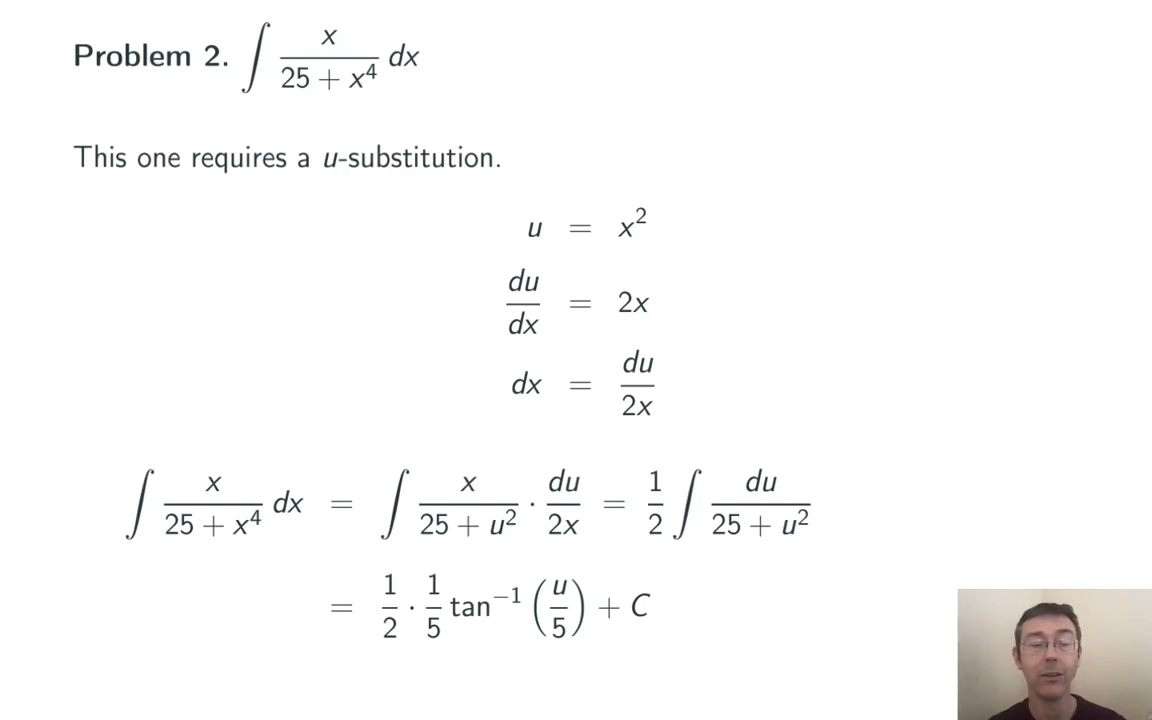 Problem 2. ∫ x/(25 + x⁴) dx
This one requires a u-substitution.
u = x²
du/dx = 2x
dx = du/2x
∫ x/(25 + x⁴) dx = ∫ x/(25 + u²) · du/2x = 1/2 ∫ du/(25 + u²)
= 1/2 · 1/5 tan⁻¹ (u/5) + C